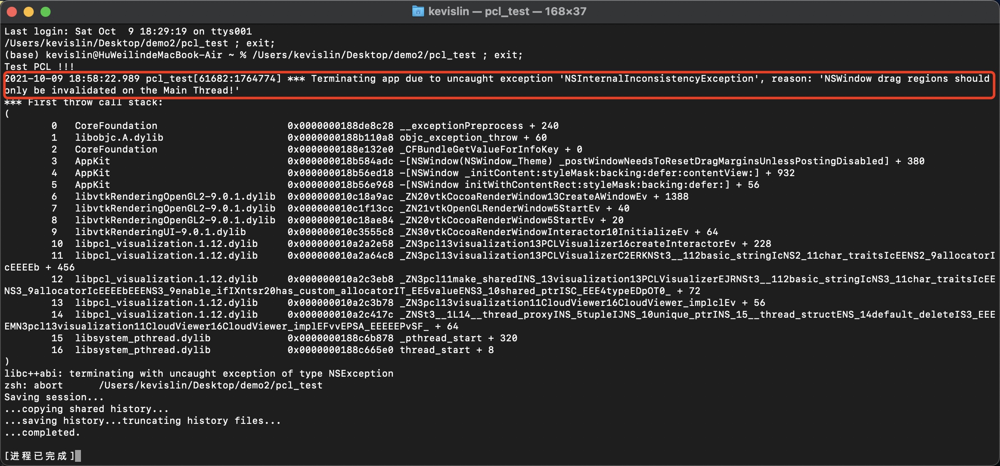 kevislin — pcl_test — 168×37
Last login: Sat Oct  9 18:29:19 on ttys001
/Users/kevislin/Desktop/demo2/pcl_test ; exit;
(base) kevislin@HuWeilindeMacBook-Air ~ % /Users/kevislin/Desktop/demo2/pcl_test ; exit;
Test PCL !!!
2021-10-09 18:58:22.989 pcl_test[61682:1764774] *** Terminating app due to uncaught exception 'NSInternalInconsistencyException', reason: 'NSWindow drag regions should
only be invalidated on the Main Thread!'
*** First throw call stack:
(
0   CoreFoundation                      0x0000000188de8c28 __exceptionPreprocess + 240
1   libobjc.A.dylib                     0x0000000188b110a8 objc_exception_throw + 60
2   CoreFoundation                      0x0000000188e132e0 _CFBundleGetValueForInfoKey + 0
3   AppKit                              0x000000018b584adc -[NSWindow(NSWindow_Theme) _postWindowNeedsToResetDragMarginsUnlessPostingDisabled] + 380
4   AppKit                              0x000000018b56ed18 -[NSWindow _initContent:styleMask:backing:defer:contentView:] + 932
5   AppKit                              0x000000018b56e968 -[NSWindow initWithContentRect:styleMask:backing:defer:] + 56
6   libvtkRenderingOpenGL2-9.0.1.dylib  0x000000010c18a9ac _ZN20vtkCocoaRenderWindow13CreateAWindowEv + 1388
7   libvtkRenderingOpenGL2-9.0.1.dylib  0x000000010c1f13cc _ZN21vtkOpenGLRenderWindow5StartEv + 40
8   libvtkRenderingOpenGL2-9.0.1.dylib  0x000000010c18ae84 _ZN20vtkCocoaRenderWindow5StartEv + 20
9   libvtkRenderingUI-9.0.1.dylib       0x000000010c3555c8 _ZN30vtkCocoaRenderWindowInteractor10InitializeEv + 64
10  libpcl_visualization.1.12.dylib     0x000000010a2a2e58 _ZN3pcl13visualization13PCLVisualizer16createInteractorEv + 228
11  libpcl_visualization.1.12.dylib     0x000000010a2a64c8 _ZN3pcl13visualization13PCLVisualizerC2ERKNSt3__112basic_stringIcNS2_11char_traitsIcEENS2_9allocatorI
cEEEEb + 456
12  libpcl_visualization.1.12.dylib     0x000000010a2c3eb8 _ZN3pcl11make_sharedINS_13visualization13PCLVisualizerEJRNSt3__112basic_stringIcNS3_11char_traitsIcEE
NS3_9allocatorIcEEEEbEEENS3_9enable_ifIXntsr20has_custom_allocatorIT_EE5valueENS3_10shared_ptrISC_EEE4typeEDpOT0_ + 72
13  libpcl_visualization.1.12.dylib     0x000000010a2c3b78 _ZN3pcl13visualization11CloudViewer16CloudViewer_implclEv + 56
14  libpcl_visualization.1.12.dylib     0x000000010a2c417c _ZNSt3__1L14__thread_proxyINS_5tupleIJNS_10unique_ptrINS_15__thread_structENS_14default_deleteIS3_EEE
EMN3pcl13visualization11CloudViewer16CloudViewer_implEFvvEPSA_EEEEEPvSF_ + 64
15  libsystem_pthread.dylib             0x0000000188c6b878 _pthread_start + 320
16  libsystem_pthread.dylib             0x0000000188c665e0 thread_start + 8
)
libc++abi: terminating with uncaught exception of type NSException
zsh: abort      /Users/kevislin/Desktop/demo2/pcl_test
Saving session...
...copying shared history...
...saving history...truncating history files...
...completed.
[进程已完成]